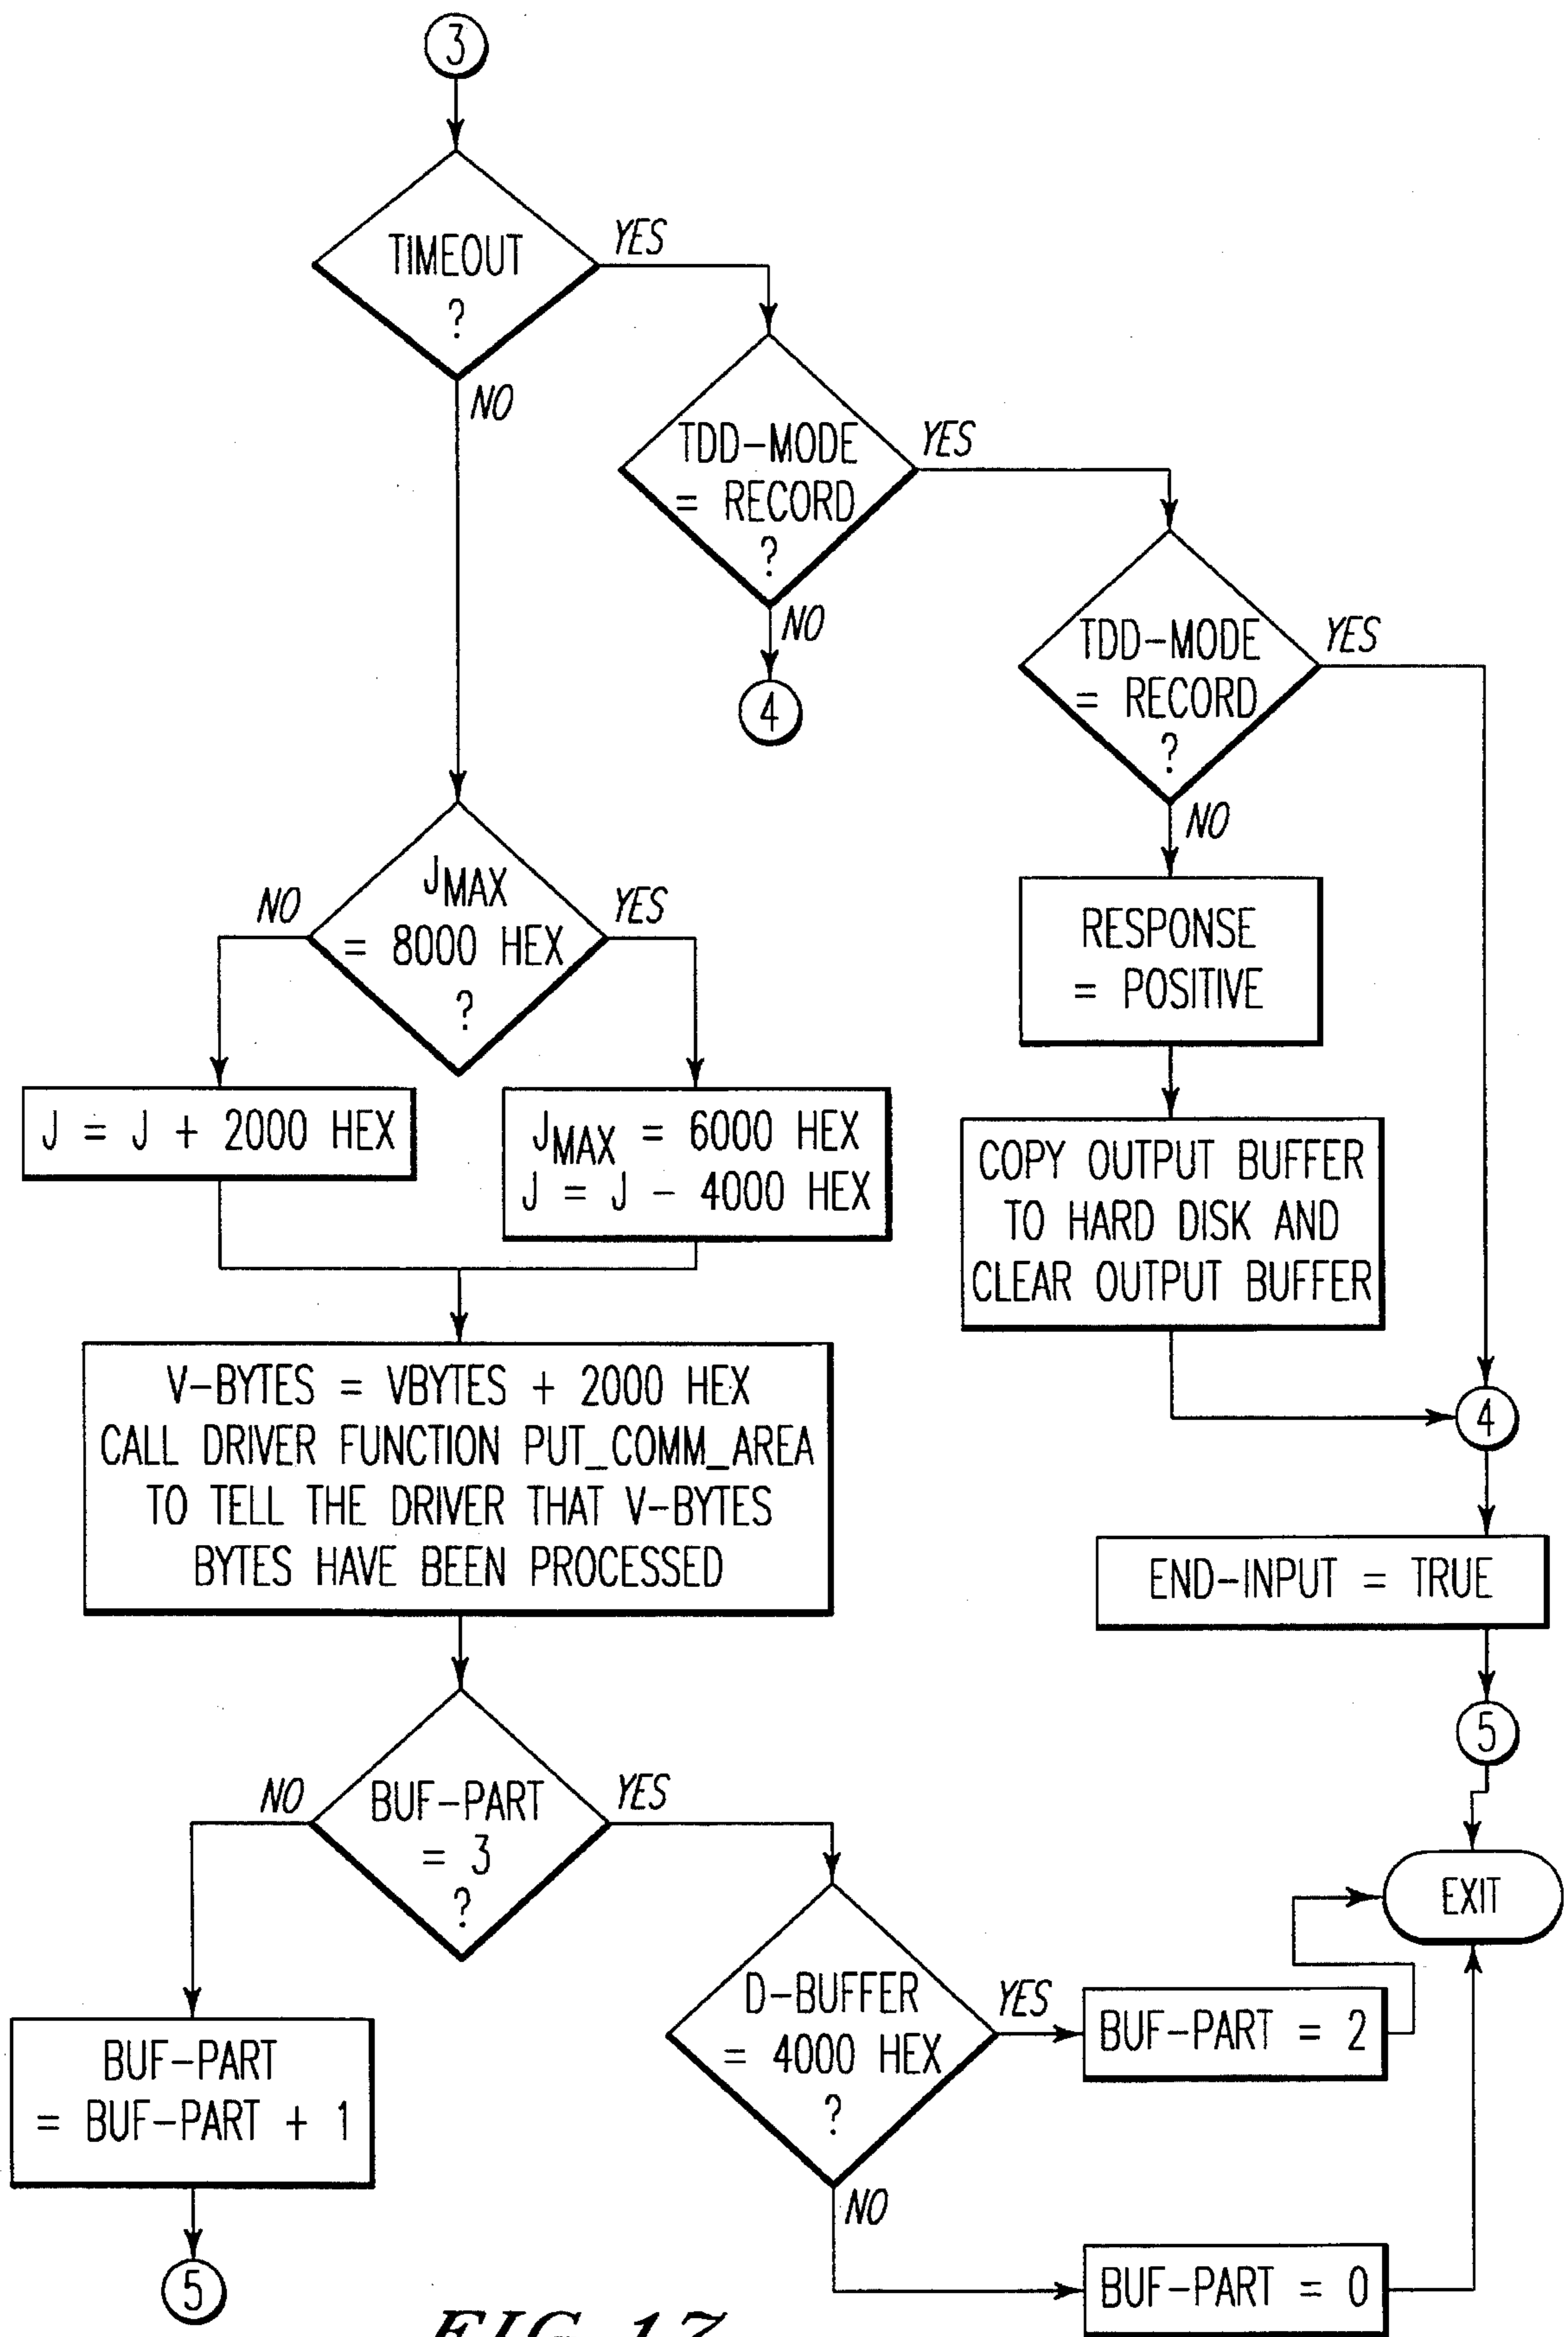 3
TIMEOUT
?
YES
NO
TDD-MODE
= RECORD
?
YES
NO
4
TDD-MODE
= RECORD
?
YES
NO
RESPONSE
= POSITIVE
COPY OUTPUT BUFFER
TO HARD DISK AND
CLEAR OUTPUT BUFFER
JMAX
= 8000 HEX
?
NO
YES
J = J + 2000 HEX
JMAX = 6000 HEX
J = J - 4000 HEX
V-BYTES = VBYTES + 2000 HEX
CALL DRIVER FUNCTION PUT_COMM_AREA
TO TELL THE DRIVER THAT V-BYTES
BYTES HAVE BEEN PROCESSED
4
END-INPUT = TRUE
5
EXIT
BUF-PART
= 3
?
NO
YES
BUF-PART
= BUF-PART + 1
5
D-BUFFER
= 4000 HEX
?
YES
NO
BUF-PART = 2
BUF-PART = 0
FIG. 17